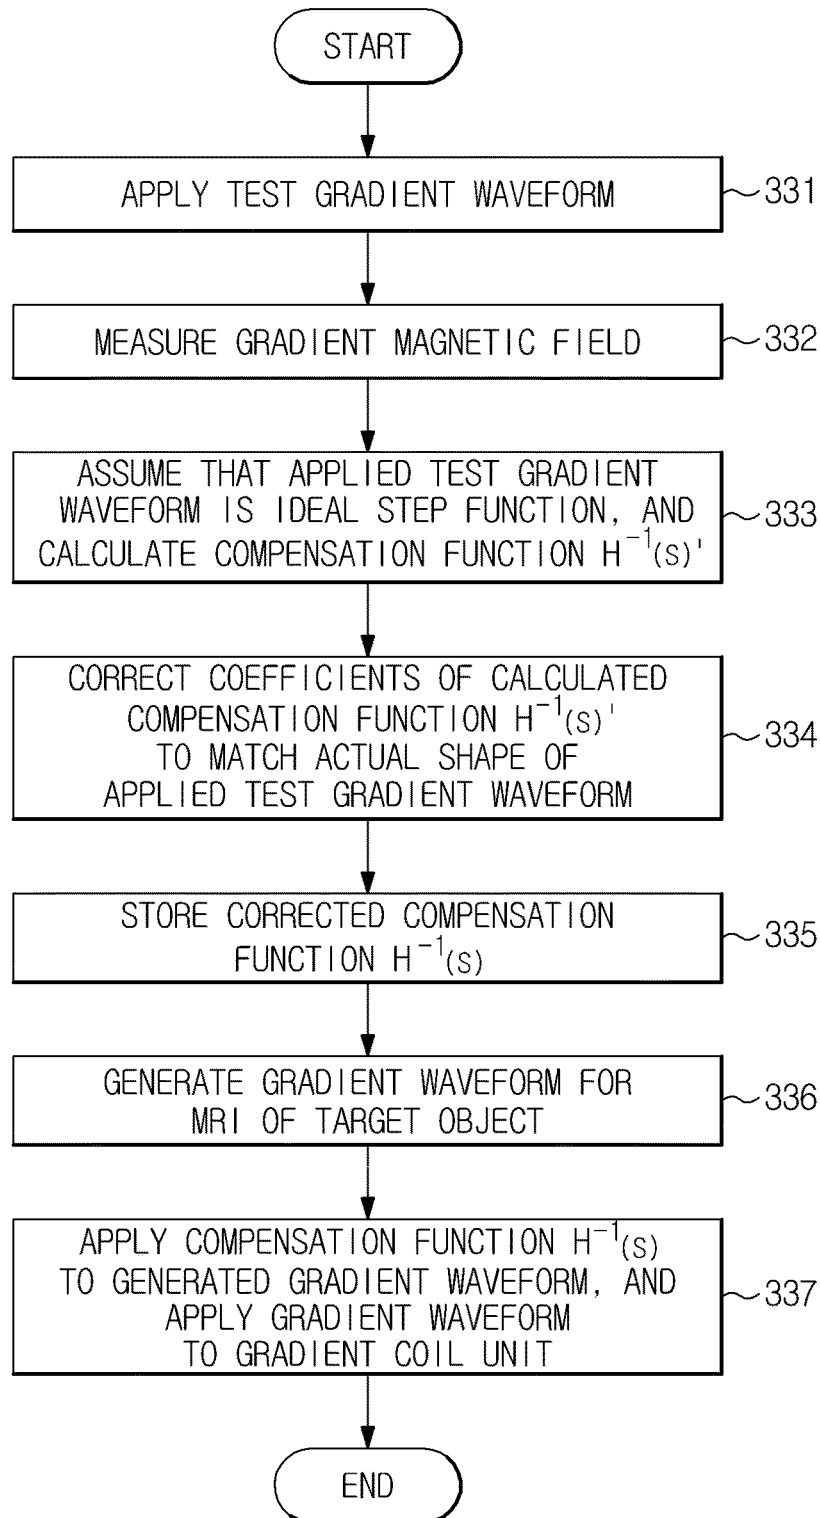 START
APPLY TEST GRADIENT WAVEFORM
331
MEASURE GRADIENT MAGNETIC FIELD
332
ASSUME THAT APPLIED TEST GRADIENT
WAVEFORM IS IDEAL STEP FUNCTION, AND
CALCULATE COMPENSATION FUNCTION H⁻¹(S)'
333
CORRECT COEFFICIENTS OF CALCULATED
COMPENSATION FUNCTION H⁻¹(S)'
TO MATCH ACTUAL SHAPE OF
APPLIED TEST GRADIENT WAVEFORM
334
STORE CORRECTED COMPENSATION
FUNCTION H⁻¹(S)
335
GENERATE GRADIENT WAVEFORM FOR
MRI OF TARGET OBJECT
336
APPLY COMPENSATION FUNCTION H⁻¹(S)
TO GENERATED GRADIENT WAVEFORM, AND
APPLY GRADIENT WAVEFORM
TO GRADIENT COIL UNIT
337
END